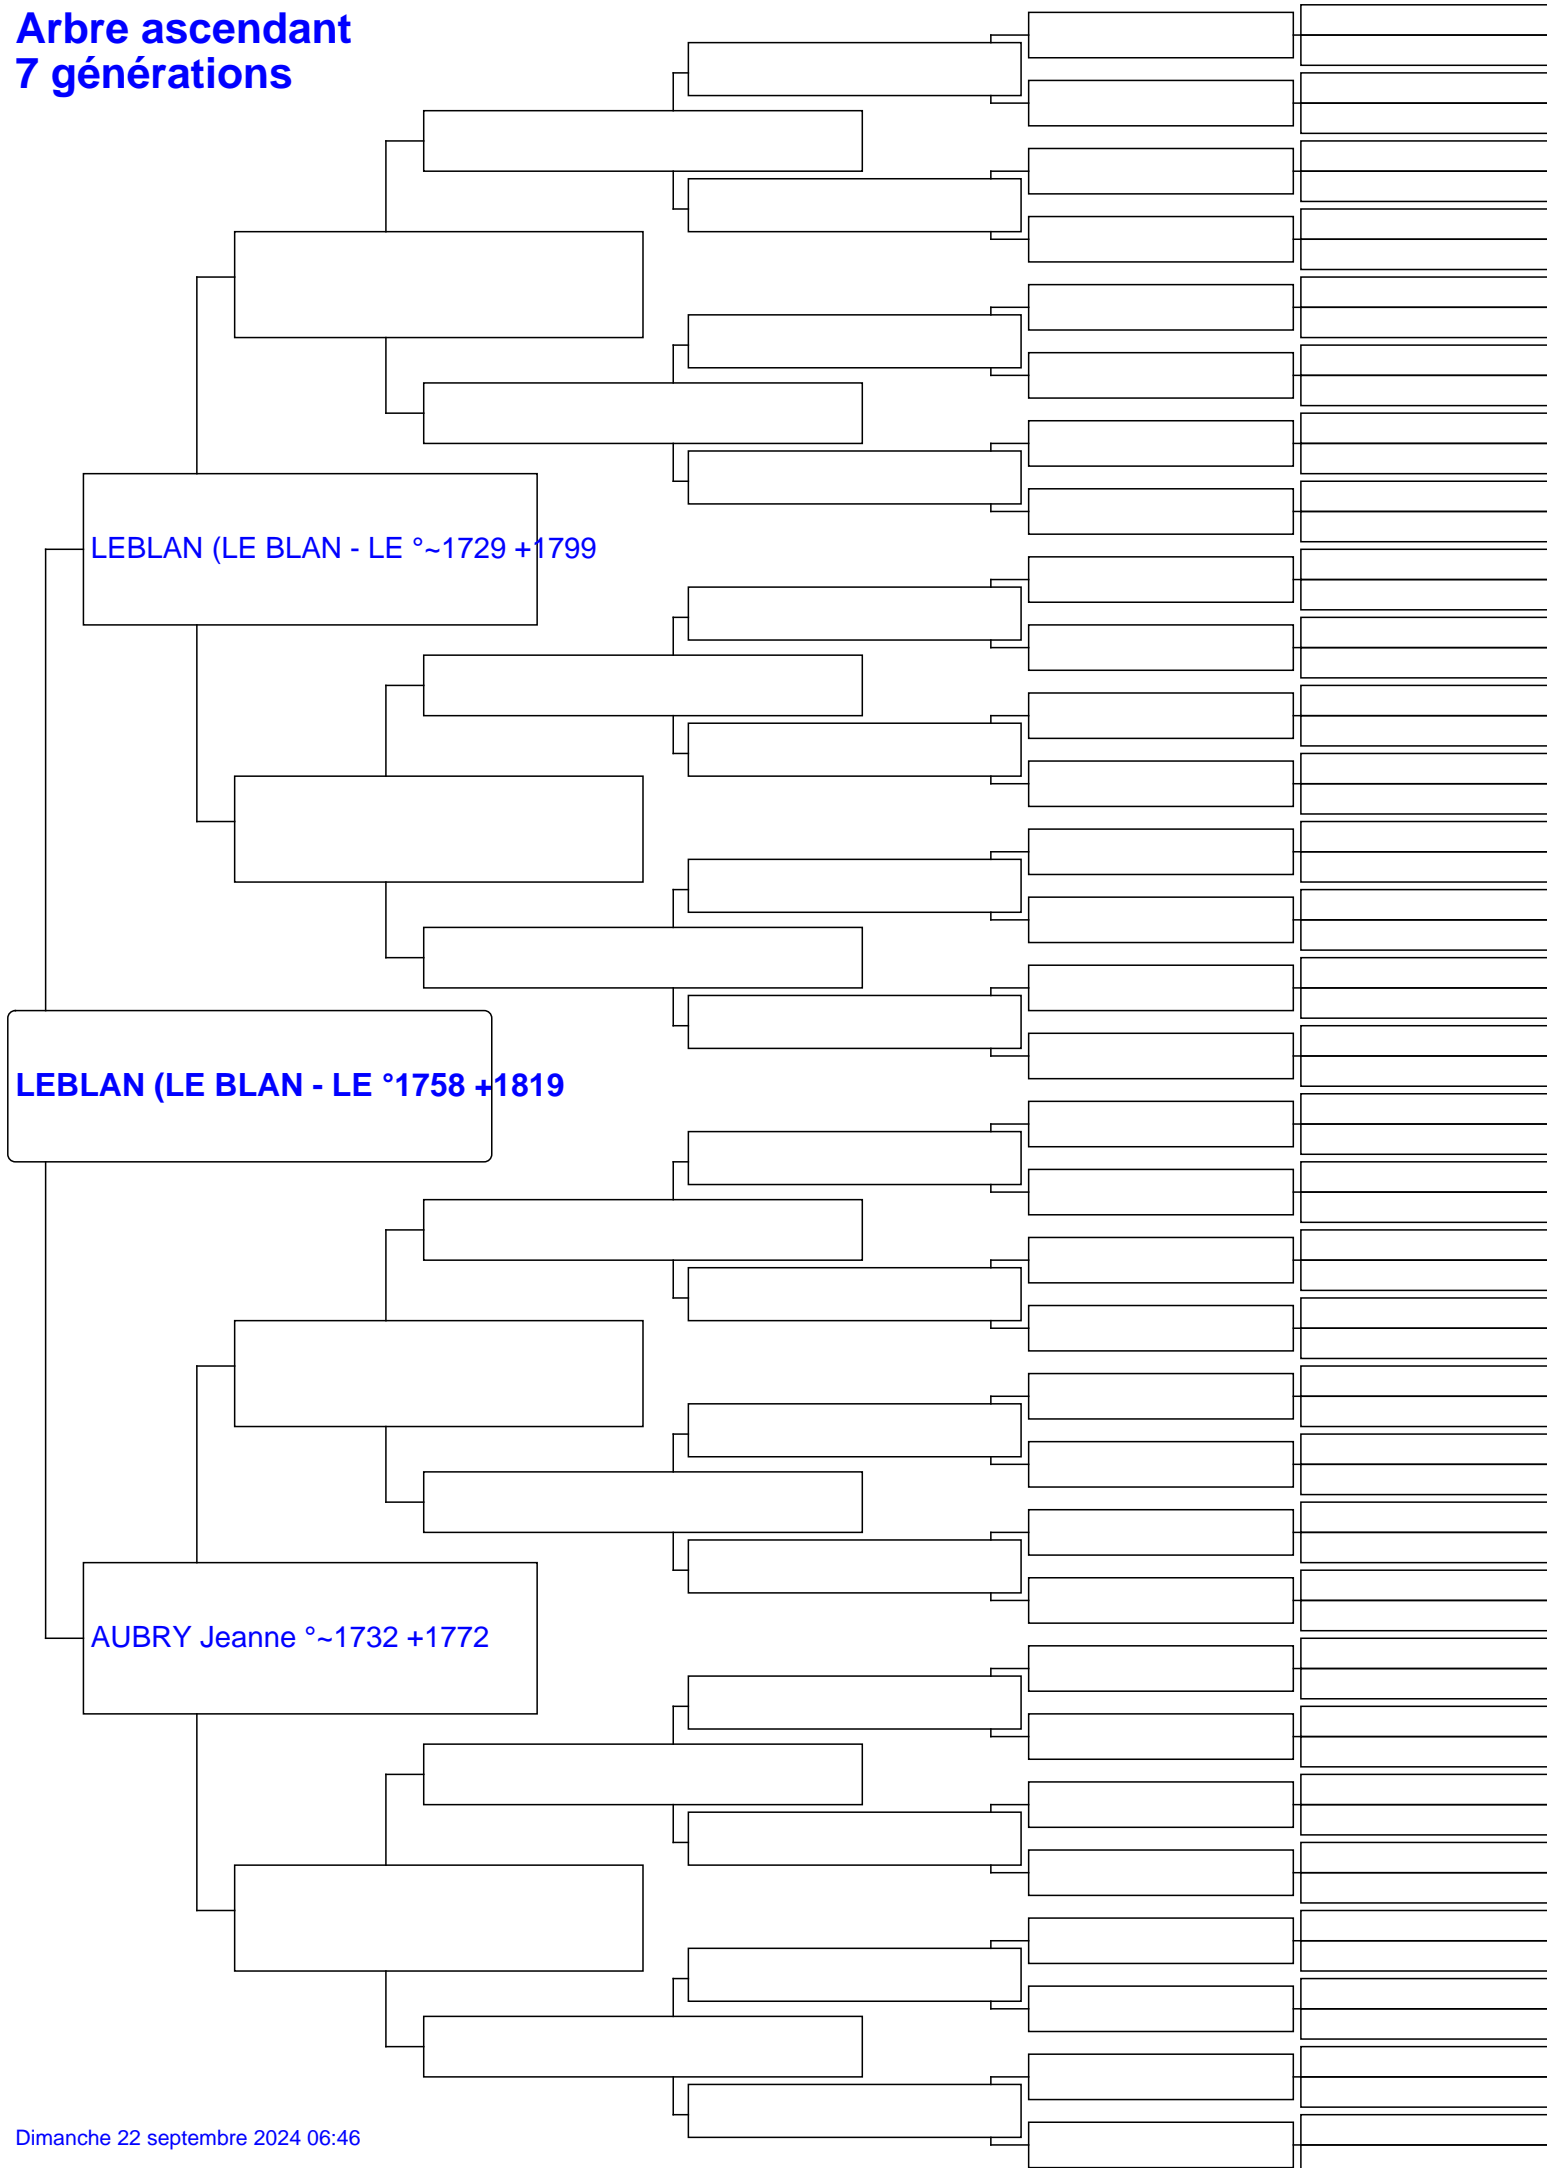 Arbre ascendant
7 générations
LEBLAN (LE BLAN - LE °~1729 +1799
LEBLAN (LE BLAN - LE °1758 +1819
AUBRY Jeanne °~1732 +1772
Dimanche 22 septembre 2024 06:46